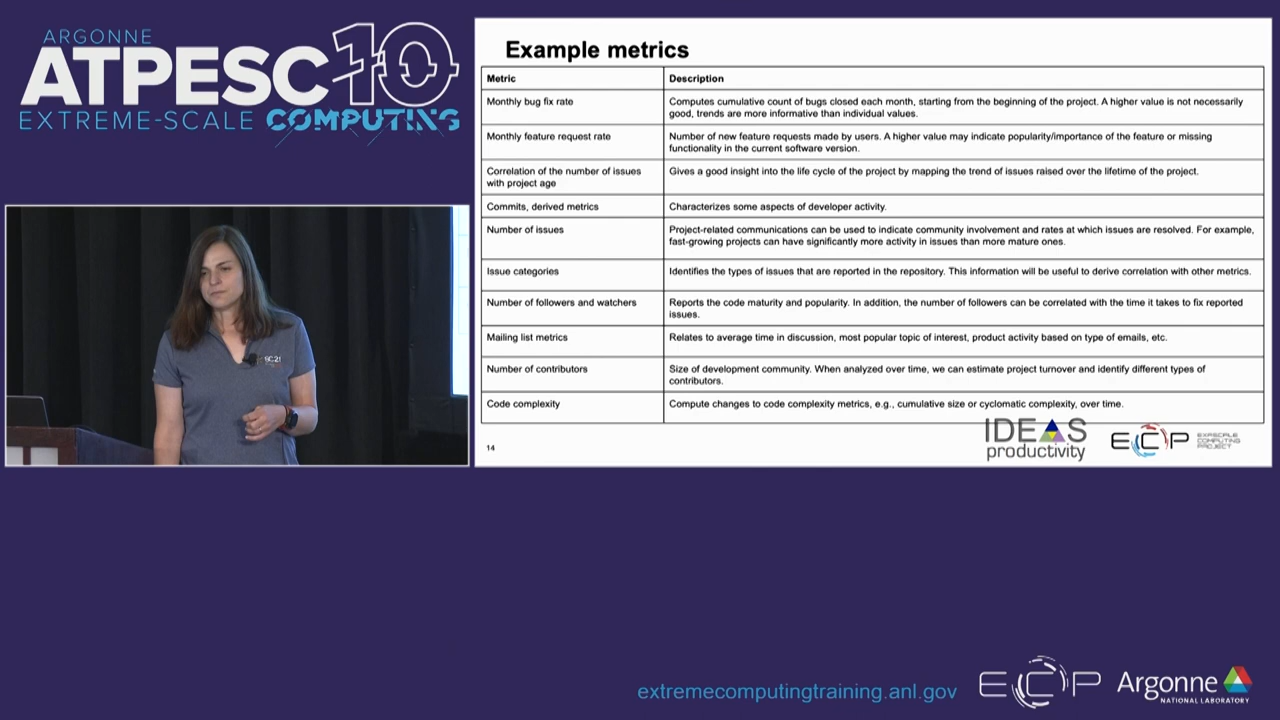 ARGONNE
ATPESC10
EXTREME-SCALE COMPUTING
SC21
Example metrics
Metric Description
Monthly bug fix rate Computes cumulative count of bugs closed each month, starting from the beginning of the project. A higher value is not necessarily
good, trends are more informative than individual values.
Monthly feature request rate Number of new feature requests made by users. A higher value may indicate popularity/importance of the feature or missing
functionality in the current software version.
Correlation of the number of issues Gives a good insight into the life cycle of the project by mapping the trend of issues raised over the lifetime of the project.
with project age
Commits, derived metrics Characterizes some aspects of developer activity.
Number of issues Project-related communications can be used to indicate community involvement and rates at which issues are resolved. For example,
fast-growing projects can have significantly more activity in issues than more mature ones.
Issue categories Identifies the types of issues that are reported in the repository. This information will be useful to derive correlation with other metrics.
Number of followers and watchers Reports the code maturity and popularity. In addition, the number of followers can be correlated with the time it takes to fix reported
issues.
Mailing list metrics Relates to average time in discussion, most popular topic of interest, product activity based on type of emails, etc.
Number of contributors Size of development community. When analyzed over time, we can estimate project turnover and identify different types of
contributors.
Code complexity Compute changes to code complexity metrics, e.g., cumulative size or cyclomatic complexity, over time.
14
IDEAS
productivity
ECP
EXASCALE
COMPUTING
PROJECT
extremecomputingtraining.anl.gov
ECP
Argonne
NATIONAL LABORATORY